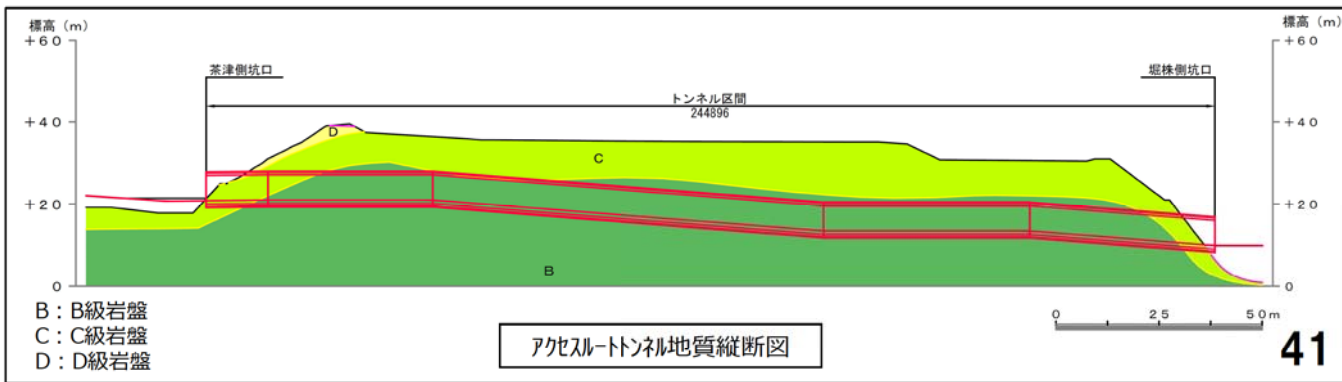 標高（m）
+60
+40
+20
0
茶津側坑口
トンネル区間
244896
堀株側坑口
標高（m）
+60
+40
+20
0
D
C
B
B：B級岩盤
C：C級岩盤
D：D級岩盤
アクセスルートトンネル地質縦断図
0 25 50m
41